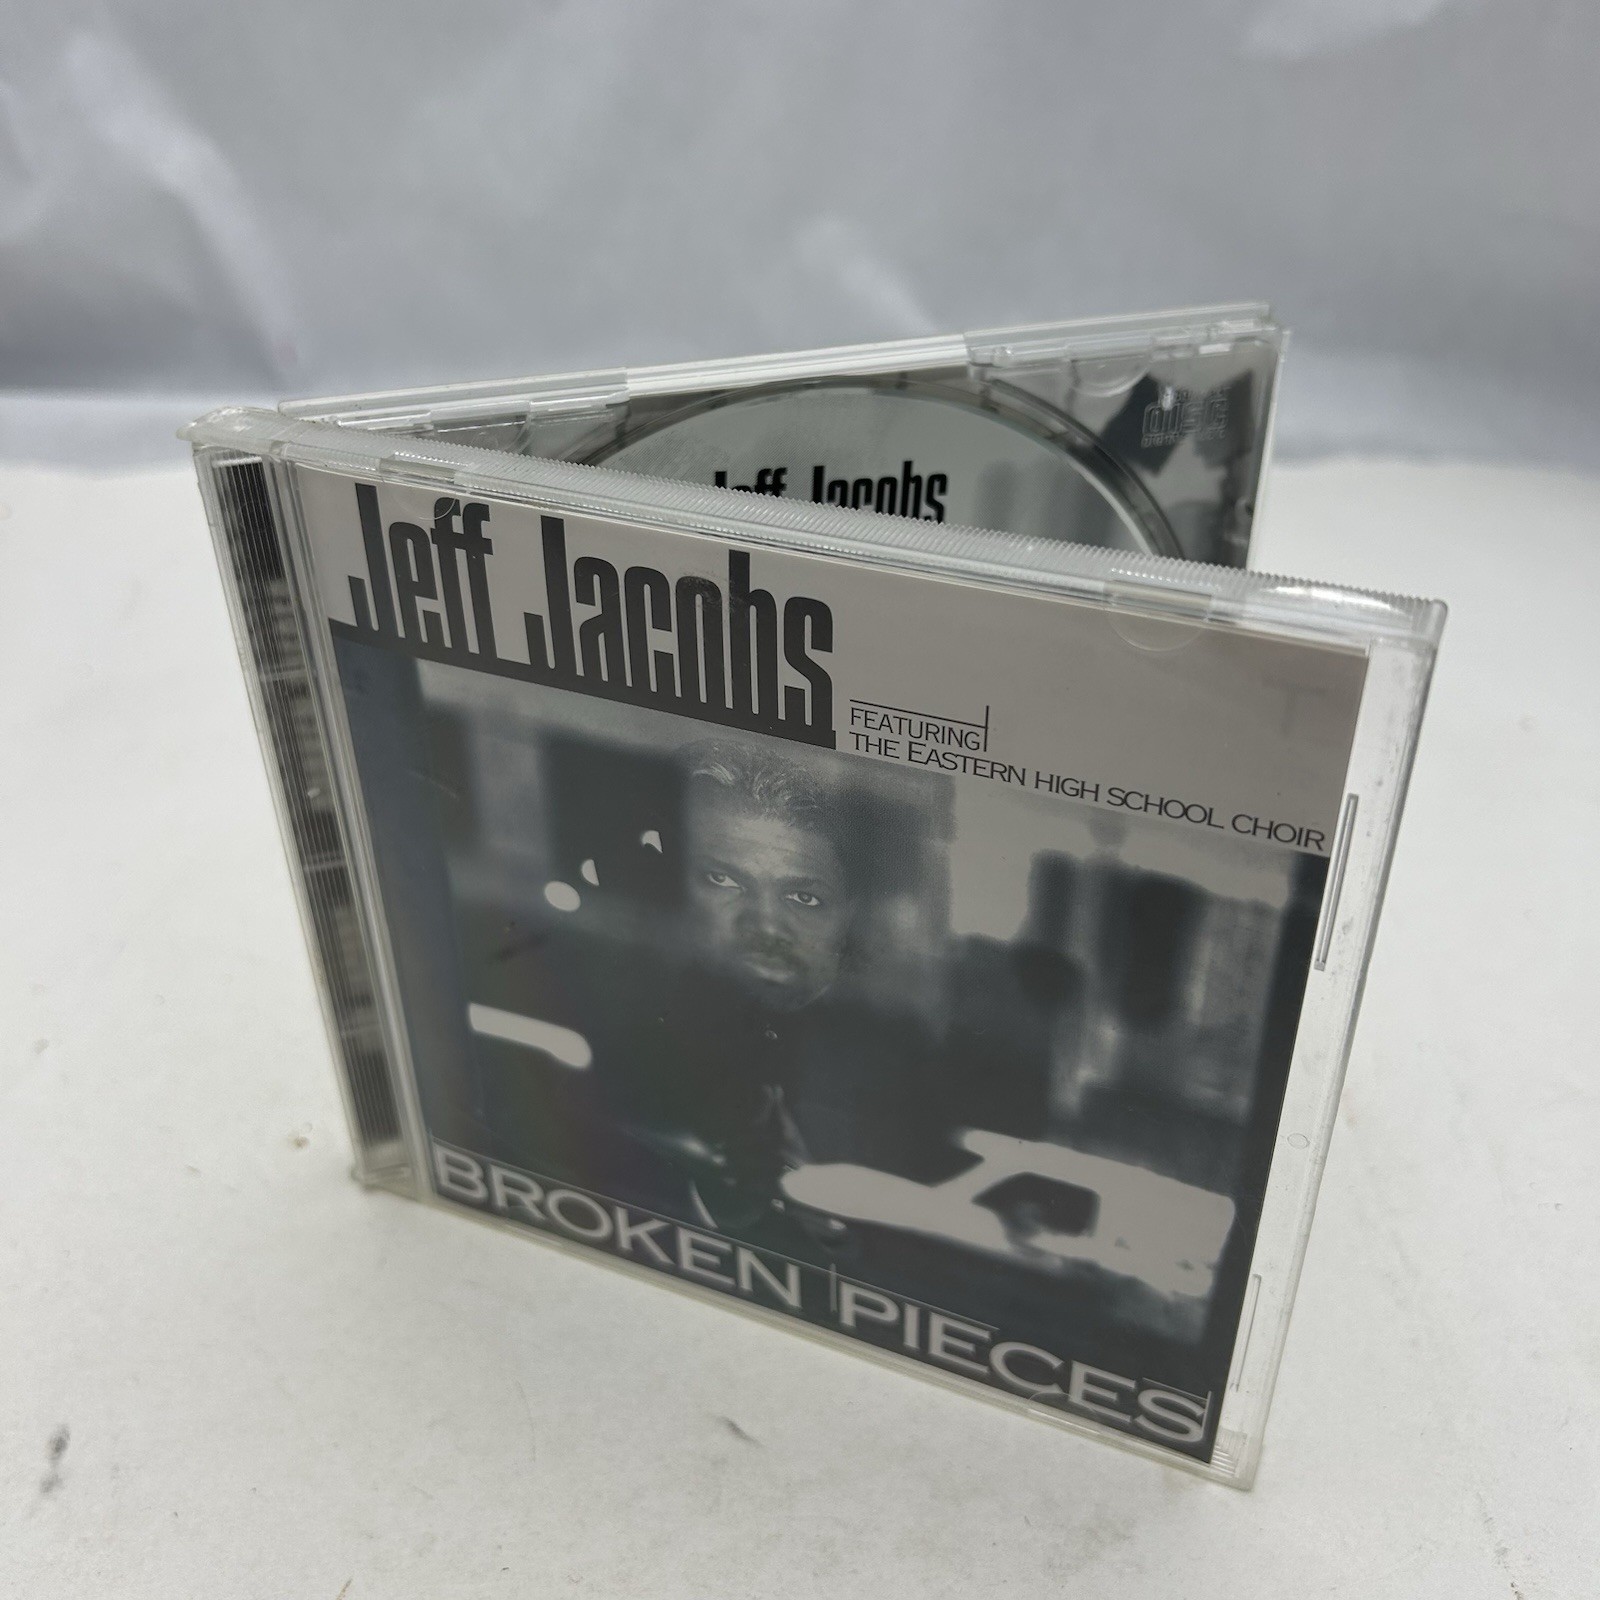 Jeff Jacobs
Jeff Jacobs
FEATURING
THE EASTERN HIGH SCHOOL CHOIR
BROKEN PIECES